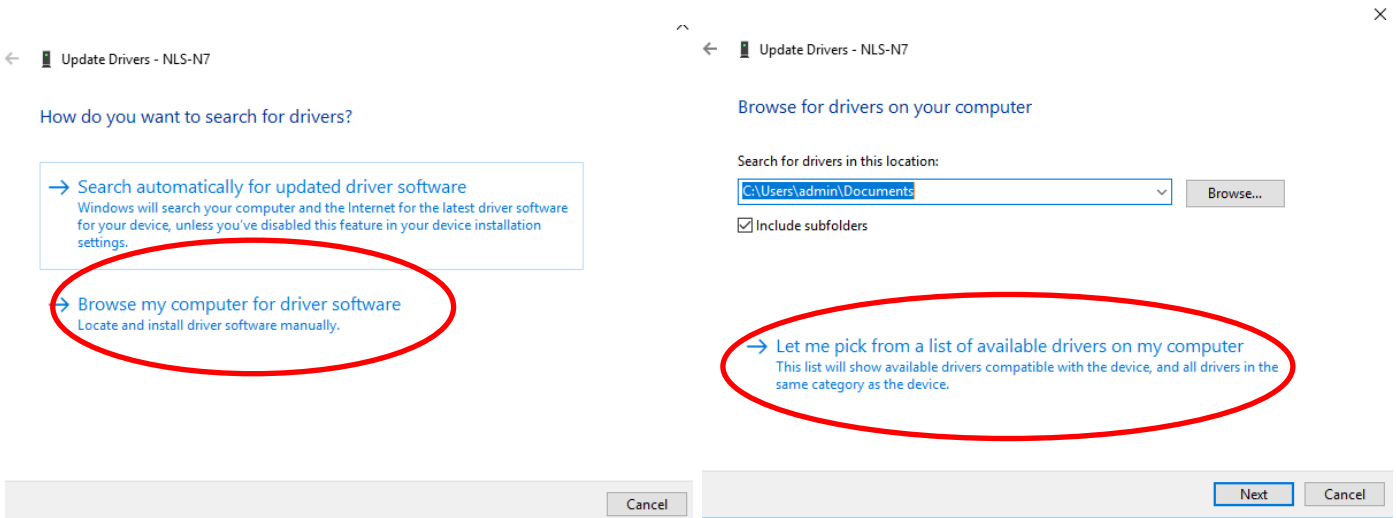 Update Drivers - NLS-N7
How do you want to search for drivers?
Search automatically for updated driver software
Windows will search your computer and the Internet for the latest driver software
for your device, unless you've disabled this feature in your device installation
settings.
Browse my computer for driver software
Locate and install driver software manually.
Cancel
Update Drivers - NLS-N7
Browse for drivers on your computer
Search for drivers in this location:
C:\Users\admin\Documents
Browse...
Include subfolders
Let me pick from a list of available drivers on my computer
This list will show available drivers compatible with the device, and all drivers in the
same category as the device.
Next
Cancel